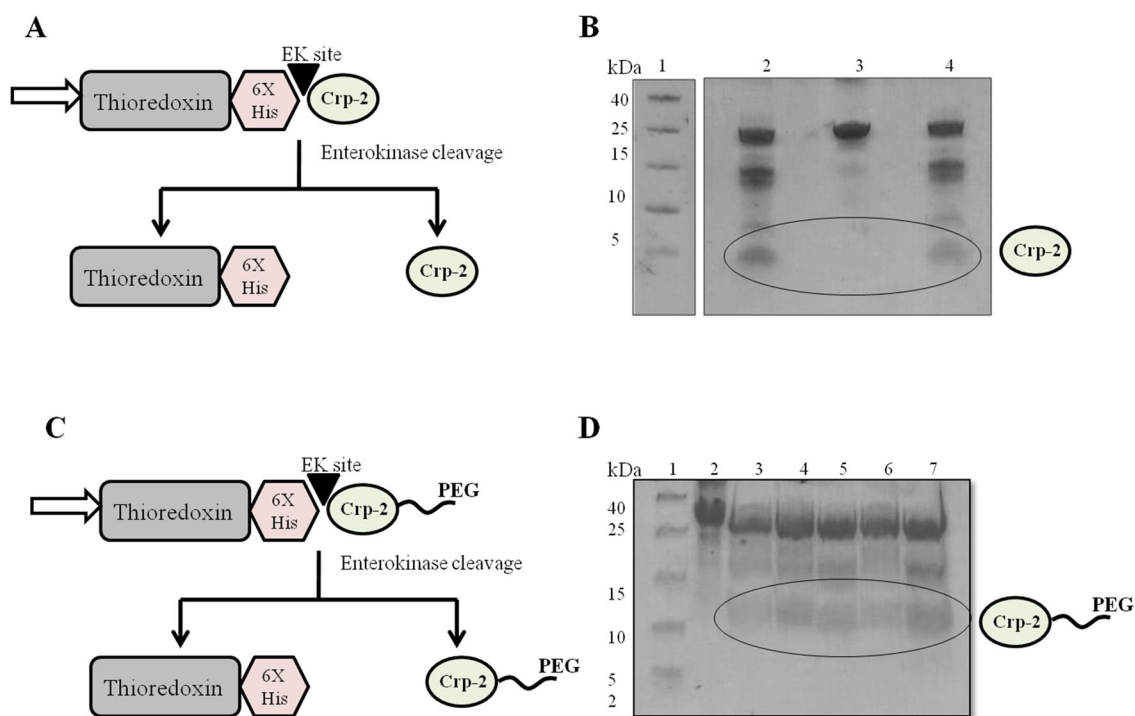 A
EK site
Thioredoxin
6X
His
Crp-2
Enterokinase cleavage
Thioredoxin
6X
His
Crp-2
B
kDa 1 2 3 4
40
25
15
10
5
Crp-2
C
EK site
Thioredoxin
6X
His
Crp-2
PEG
Enterokinase cleavage
Thioredoxin
6X
His
Crp-2
PEG
D
kDa 1 2 3 4 5 6 7
40
25
15
10
5
2
Crp-2
PEG